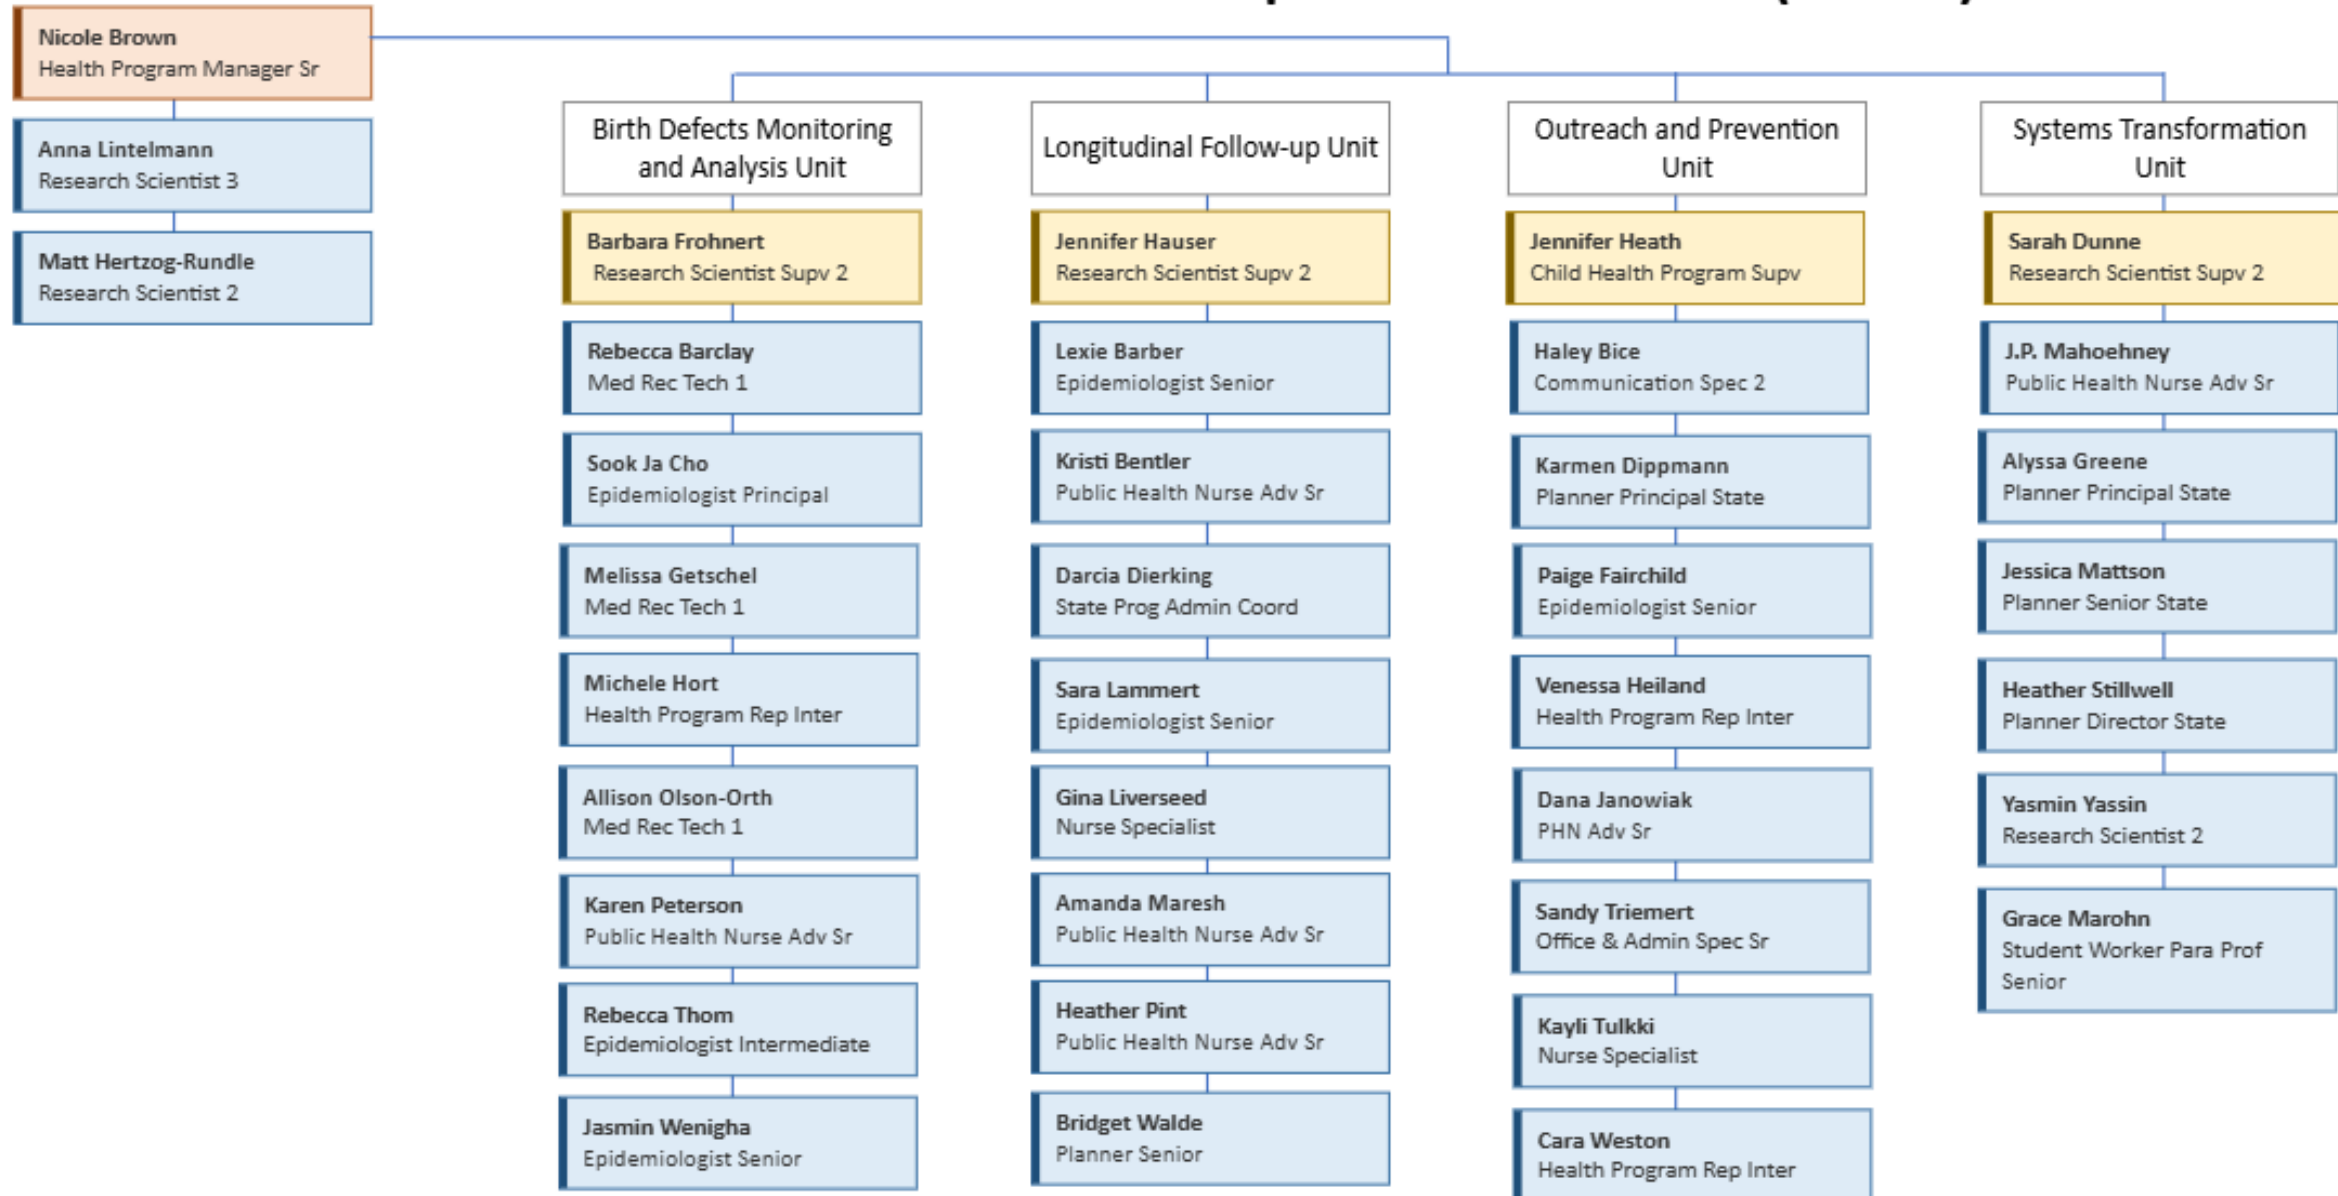 Nicole Brown
Health Program Manager Sr
Anna Lintelmann
Research Scientist 3
Matt Hertzog-Rundle
Research Scientist 2
Birth Defects Monitoring
and Analysis Unit
Barbara Frohnert
Research Scientist Supv 2
Rebecca Barclay
Med Rec Tech 1
Sook Ja Cho
Epidemiologist Principal
Melissa Getschel
Med Rec Tech 1
Michele Hort
Health Program Rep Inter
Allison Olson-Orth
Med Rec Tech 1
Karen Peterson
Public Health Nurse Adv Sr
Rebecca Thom
Epidemiologist Intermediate
Jasmin Wenigha
Epidemiologist Senior
Longitudinal Follow-up Unit
Jennifer Hauser
Research Scientist Supv 2
Lexie Barber
Epidemiologist Senior
Kristi Bentler
Public Health Nurse Adv Sr
Darcia Dierking
State Prog Admin Coord
Sara Lammert
Epidemiologist Senior
Gina Liverseed
Nurse Specialist
Amanda Maresh
Public Health Nurse Adv Sr
Heather Pint
Public Health Nurse Adv Sr
Bridget Walde
Planner Senior
Outreach and Prevention
Unit
Jennifer Heath
Child Health Program Supv
Haley Bice
Communication Spec 2
Karmen Dippmann
Planner Principal State
Paige Fairchild
Epidemiologist Senior
Venessa Heiland
Health Program Rep Inter
Dana Janowiak
PHN Adv Sr
Sandy Triemert
Office & Admin Spec Sr
Kayli Tulkki
Nurse Specialist
Cara Weston
Health Program Rep Inter
Systems Transformation
Unit
Sarah Dunne
Research Scientist Supv 2
J.P. Mahoehney
Public Health Nurse Adv Sr
Alyssa Greene
Planner Principal State
Jessica Mattson
Planner Senior State
Heather Stillwell
Planner Director State
Yasmin Yassin
Research Scientist 2
Grace Marohn
Student Worker Para Prof
Senior